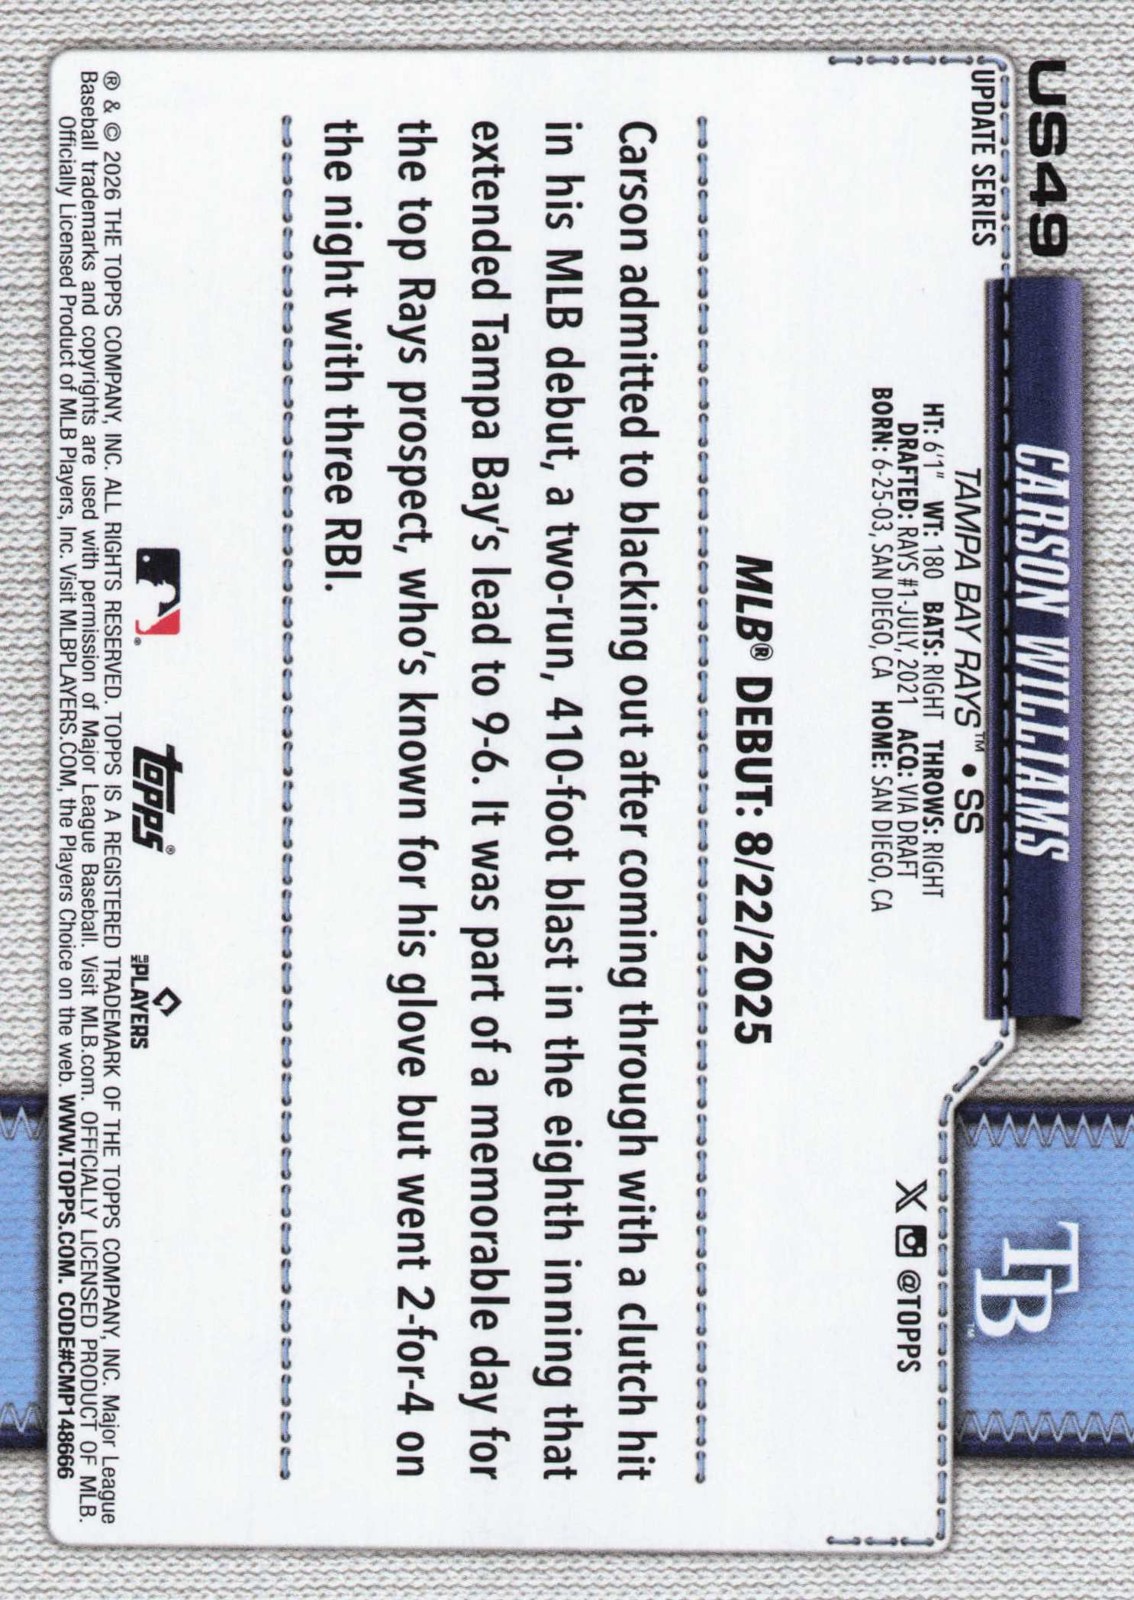 US49
UPDATE SERIES
CARSON WILLIAMS
TAMPA BAY RAYS™ • SS
HT: 6'1" WT: 180 BATS: RIGHT THROWS: RIGHT
DRAFTED: RAYS #1-JULY, 2021 ACQ: VIA DRAFT
BORN: 6-25-03, SAN DIEGO, CA HOME: SAN DIEGO, CA
TB™
X @TOPPS
MLB® DEBUT: 8/22/2025
Carson admitted to blacking out after coming through with a clutch hit
in his MLB debut, a two-run, 410-foot blast in the eighth inning that
extended Tampa Bay's lead to 9-6. It was part of a memorable day for
the top Rays prospect, who's known for his glove but went 2-for-4 on
the night with three RBI.
topps®
MLB PLAYERS
® & © 2026 THE TOPPS COMPANY, INC. ALL RIGHTS RESERVED. TOPPS IS A REGISTERED TRADEMARK OF THE TOPPS COMPANY, INC. Major League
Baseball trademarks and copyrights are used with permission of Major League Baseball. Visit MLB.com. OFFICIALLY LICENSED PRODUCT OF MLB.
Officially Licensed Product of MLB Players, Inc. Visit MLBPLAYERS.COM, the Players Choice on the web. WWW.TOPPS.COM. CODE#CMP148666